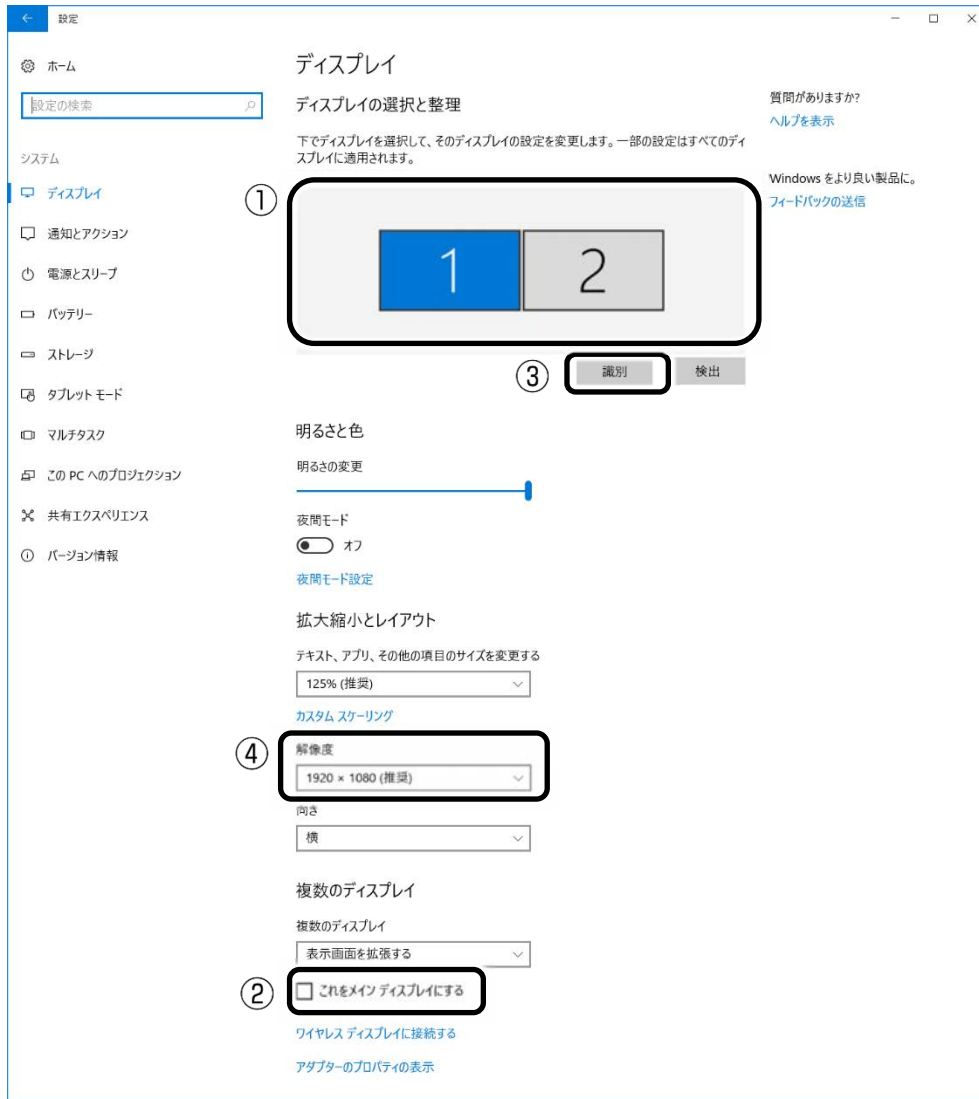 設定
ホーム
設定の検索
システム
ディスプレイ
通知とアクション
電源とスリープ
バッテリー
ストレージ
タブレット モード
マルチタスク
この PC へのプロジェクション
共有エクスペリエンス
バージョン情報
ディスプレイ
ディスプレイの選択と整理
下でディスプレイを選択して、そのディスプレイの設定を変更します。一部の設定はすべてのディ
スプレイに適用されます。
①
1
2
③
識別
検出
明るさと色
明るさの変更
夜間モード
オフ
夜間モード設定
拡大縮小とレイアウト
テキスト、アプリ、その他の項目のサイズを変更する
125% (推奨)
カスタム スケーリング
④
解像度
1920 × 1080 (推奨)
向き
横
複数のディスプレイ
複数のディスプレイ
表示画面を拡張する
②
これをメイン ディスプレイにする
ワイヤレス ディスプレイに接続する
アダプターのプロパティの表示
質問がありますか?
ヘルプを表示
Windows をより良い製品に。
フィードバックの送信